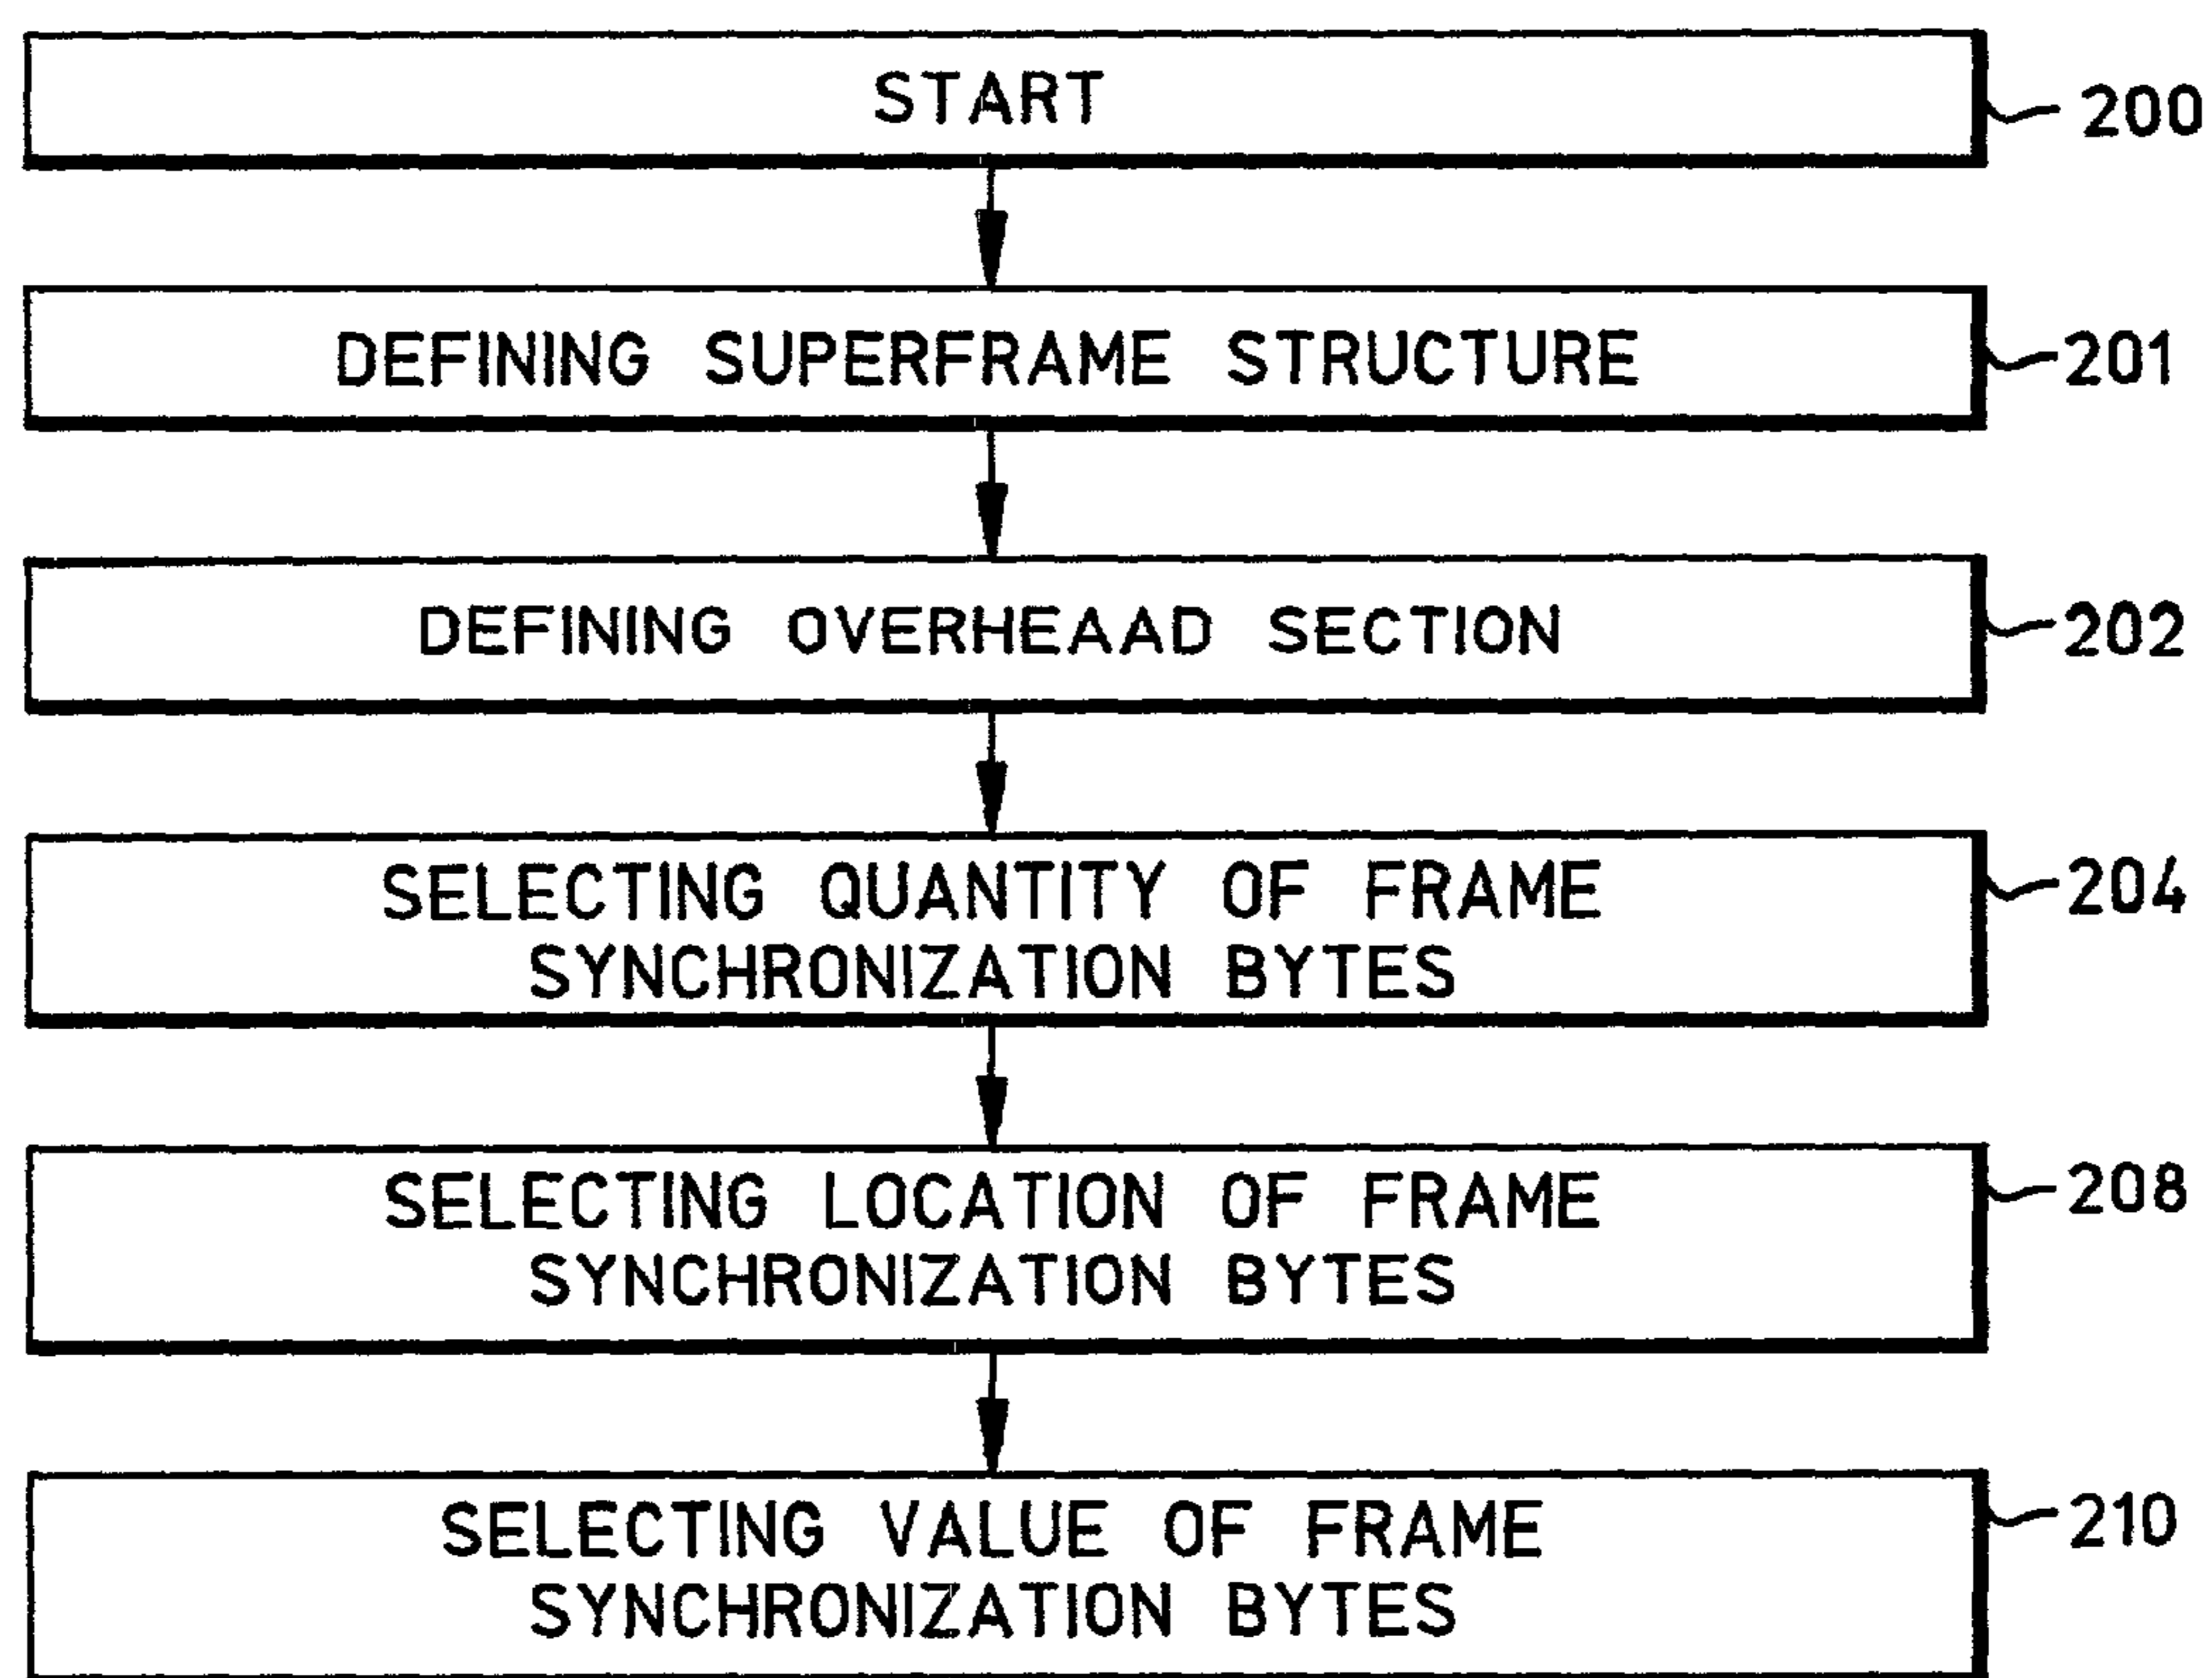 START
200
DEFINING SUPERFRAME STRUCTURE
201
DEFINING OVERHEAAD SECTION
202
SELECTING QUANTITY OF FRAME
SYNCHRONIZATION BYTES
204
SELECTING LOCATION OF FRAME
SYNCHRONIZATION BYTES
208
SELECTING VALUE OF FRAME
SYNCHRONIZATION BYTES
210